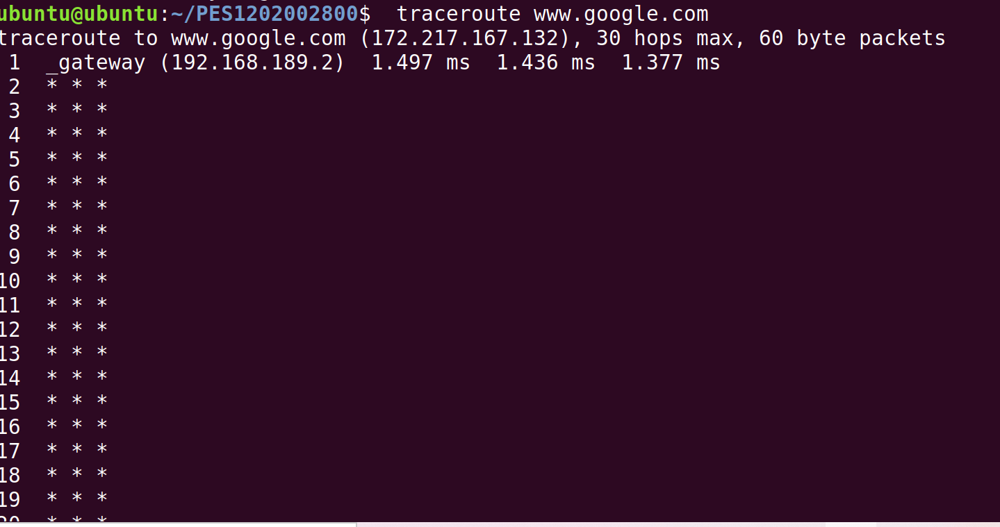 ubuntu@ubuntu:~/PES1202002800$  traceroute www.google.com
traceroute to www.google.com (172.217.167.132), 30 hops max, 60 byte packets
 1  _gateway (192.168.189.2)  1.497 ms  1.436 ms  1.377 ms
 2  * * *
 3  * * *
 4  * * *
 5  * * *
 6  * * *
 7  * * *
 8  * * *
 9  * * *
10  * * *
11  * * *
12  * * *
13  * * *
14  * * *
15  * * *
16  * * *
17  * * *
18  * * *
19  * * *
20  * * *